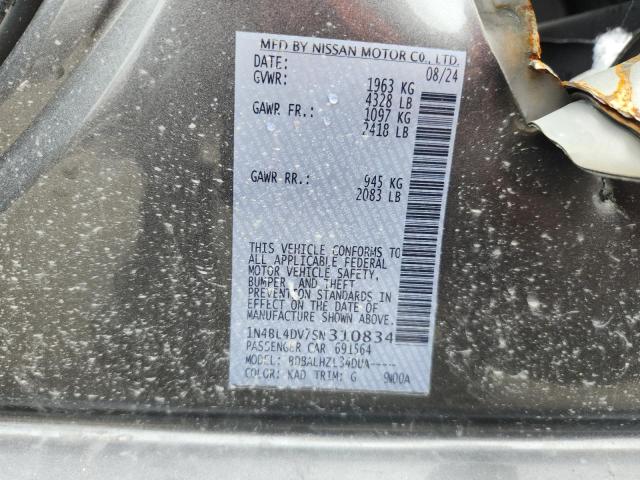 MFD BY NISSAN MOTOR CO., LTD.
DATE: 08/24
GVWR: 1963 KG
4328 LB
GAWR FR.: 1097 KG
2418 LB
GAWR RR.: 945 KG
2083 LB
THIS VEHICLE CONFORMS TO
ALL APPLICABLE FEDERAL
MOTOR VEHICLE SAFETY,
BUMPER, AND THEFT
PREVENTION STANDARDS IN
EFFECT ON THE DATE OF
MANUFACTURE SHOWN ABOVE.
1N4BL4DV7SN310834
PASSENGER CAR 691564
MODEL:
COLOR: KAD TRIM: G